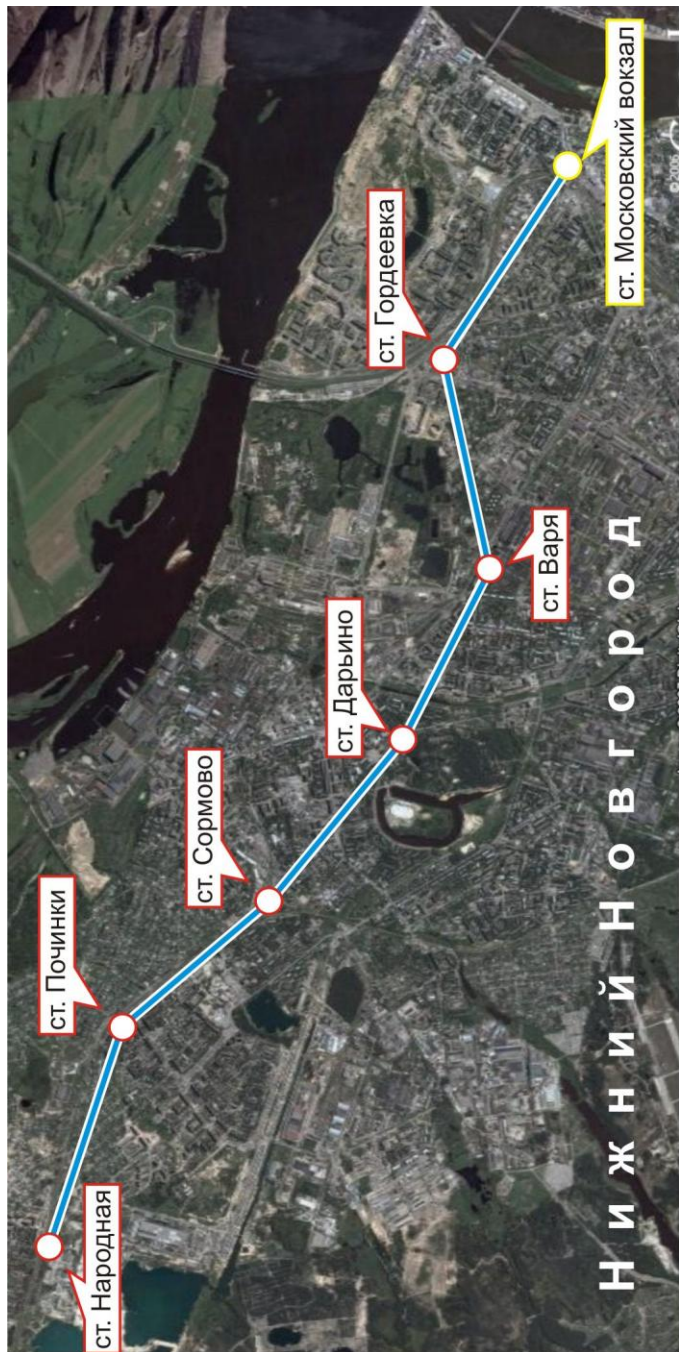 ст. Народная
ст. Починки
ст. Сормово
ст. Дарьино
ст. Варя
ст. Гордеевка
ст. Московский вокзал
Нижний Новгород